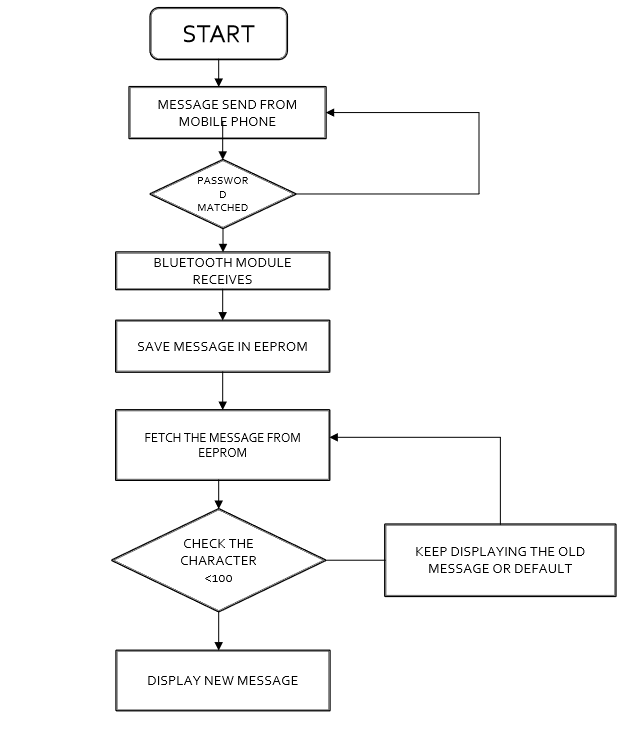 START
MESSAGE SEND FROM
MOBILE PHONE
PASSWOR
D
MATCHED
BLUETOOTH MODULE
RECEIVES
SAVE MESSAGE IN EEPROM
FETCH THE MESSAGE FROM
EEPROM
CHECK THE
CHARACTER
<100
KEEP DISPLAYING THE OLD
MESSAGE OR DEFAULT
DISPLAY NEW MESSAGE